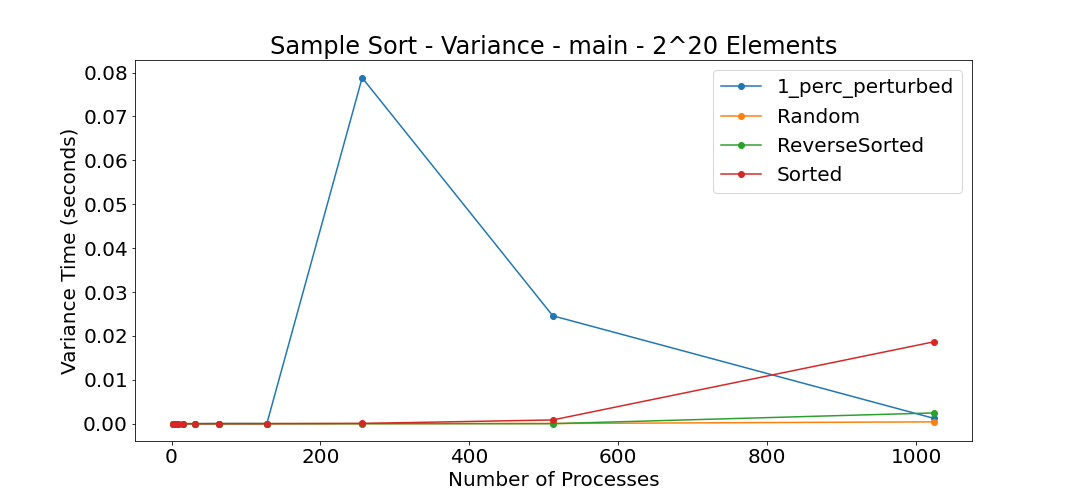 Sample Sort - Variance - main - 2^20 Elements
Variance Time (seconds)
0.08
0.07
0.06
0.05
0.04
0.03
0.02
0.01
0.00
1_perc_perturbed
Random
ReverseSorted
Sorted
0 200 400 600 800 1000
Number of Processes